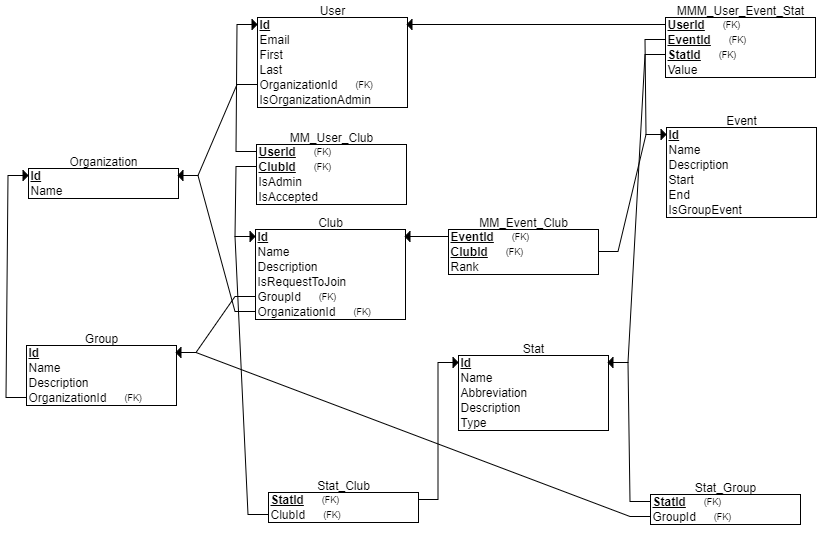 User
Id
Email
First
Last
OrganizationId (FK)
IsOrganizationAdmin
MMM_User_Event_Stat
UserId (FK)
EventId (FK)
StatId (FK)
Value
Event
Id
Name
Description
Start
End
IsGroupEvent
MM_User_Club
UserId (FK)
ClubId (FK)
IsAdmin
IsAccepted
Organization
Id
Name
Club
Id
Name
Description
IsRequestToJoin
GroupId (FK)
OrganizationId (FK)
MM_Event_Club
EventId (FK)
ClubId (FK)
Rank
Group
Id
Name
Description
OrganizationId (FK)
Stat
Id
Name
Abbreviation
Description
Type
Stat_Club
StatId (FK)
ClubId (FK)
Stat_Group
StatId (FK)
GroupId (FK)